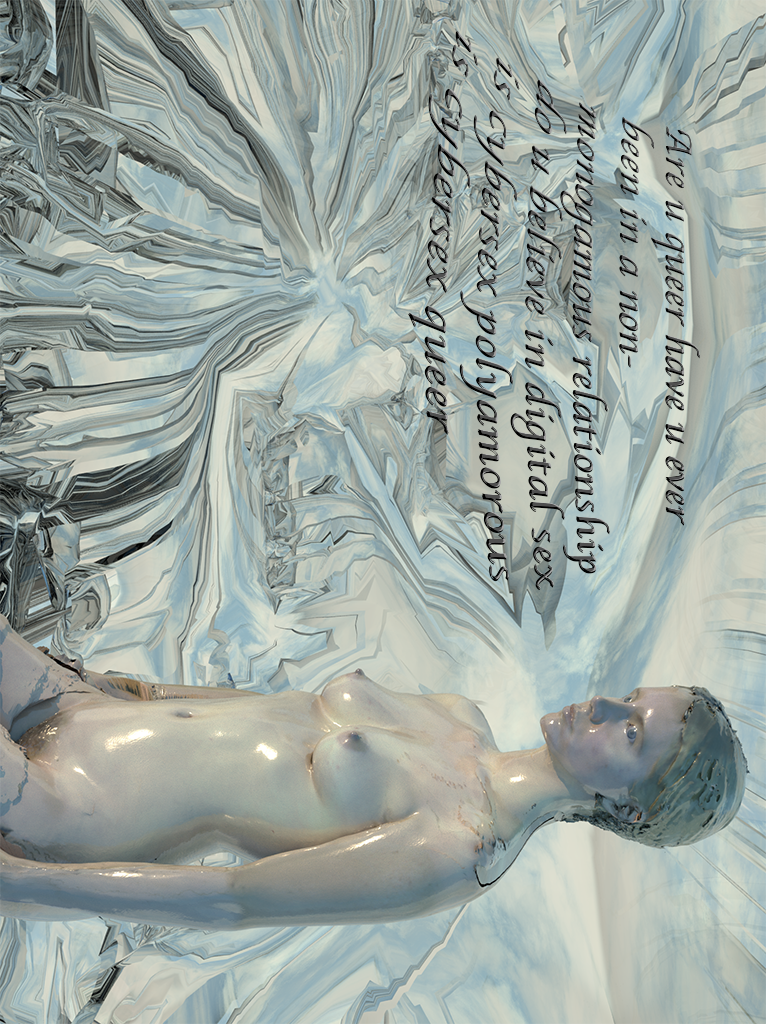 Are u queer have u ever
been in a non-
monogamous relationship
do u believe in digital sex
is cybersex polyamorous
is cybersex queer